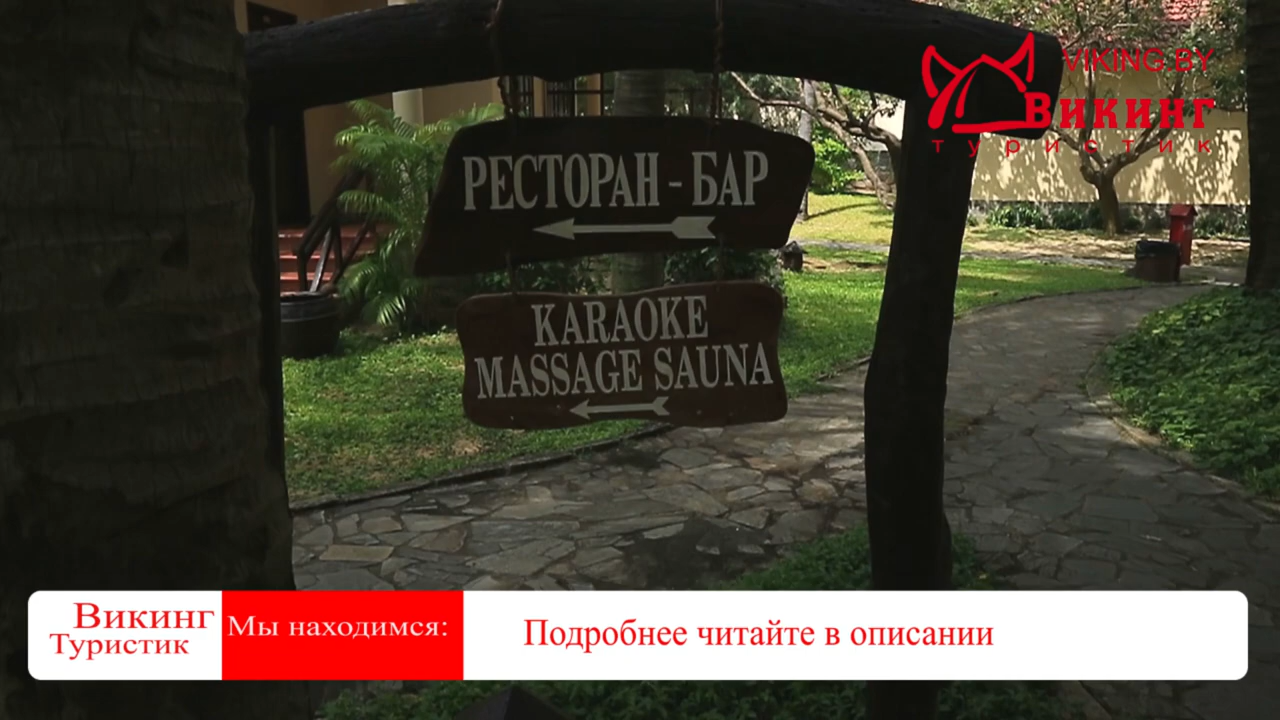 VIKING.BY
Викинг
туристик
РЕСТОРАН - БАР
KARAOKE
MASSAGE SAUNA
Викинг
Туристик
Мы находимся:
Подробнее читайте в описании